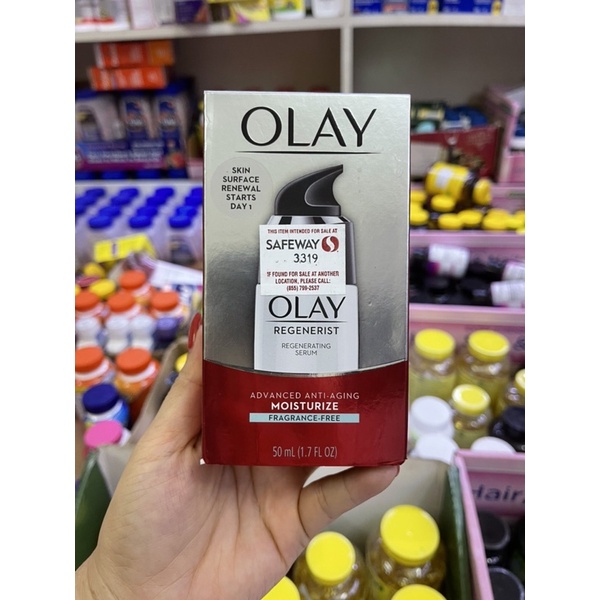 OLAY
SKIN
SURFACE
RENEWAL
STARTS
DAY 1
THIS ITEM INTENDED FOR SALE AT
SAFEWAY
3319
IF FOUND FOR SALE AT ANOTHER
LOCATION, PLEASE CALL:
(855) 799-2537
OLAY
REGENERIST
REGENERATING
SERUM
ADVANCED ANTI-AGING
MOISTURIZE
FRAGRANCE-FREE
50 mL (1.7 FL OZ)
Hair,